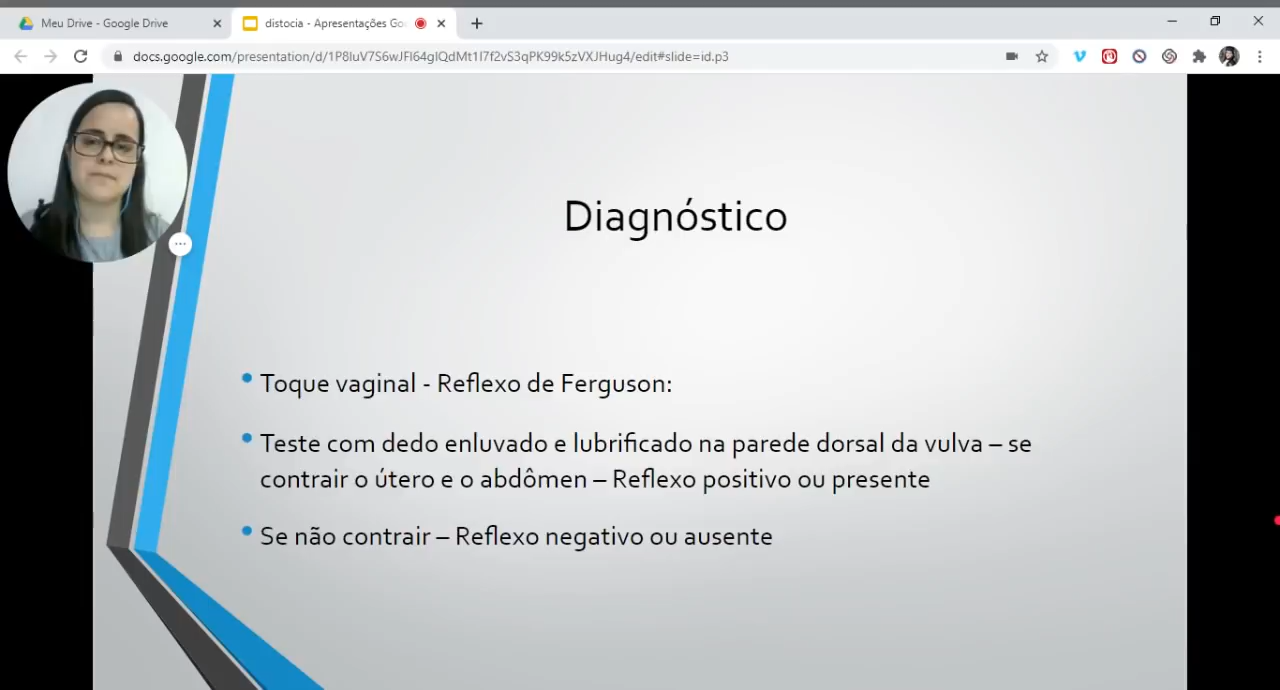 Meu Drive - Google Drive
distocia - Apresentações Go
docs.google.com/presentation/d/1P8IuV7S6wJFI64gIQdMt1I7f2vS3qPK99k5zVXJHug4/edit#slide=id.p3
Diagnóstico
• Toque vaginal - Reflexo de Ferguson:
• Teste com dedo enluvado e lubrificado na parede dorsal da vulva – se
contrair o útero e o abdômen – Reflexo positivo ou presente
• Se não contrair – Reflexo negativo ou ausente